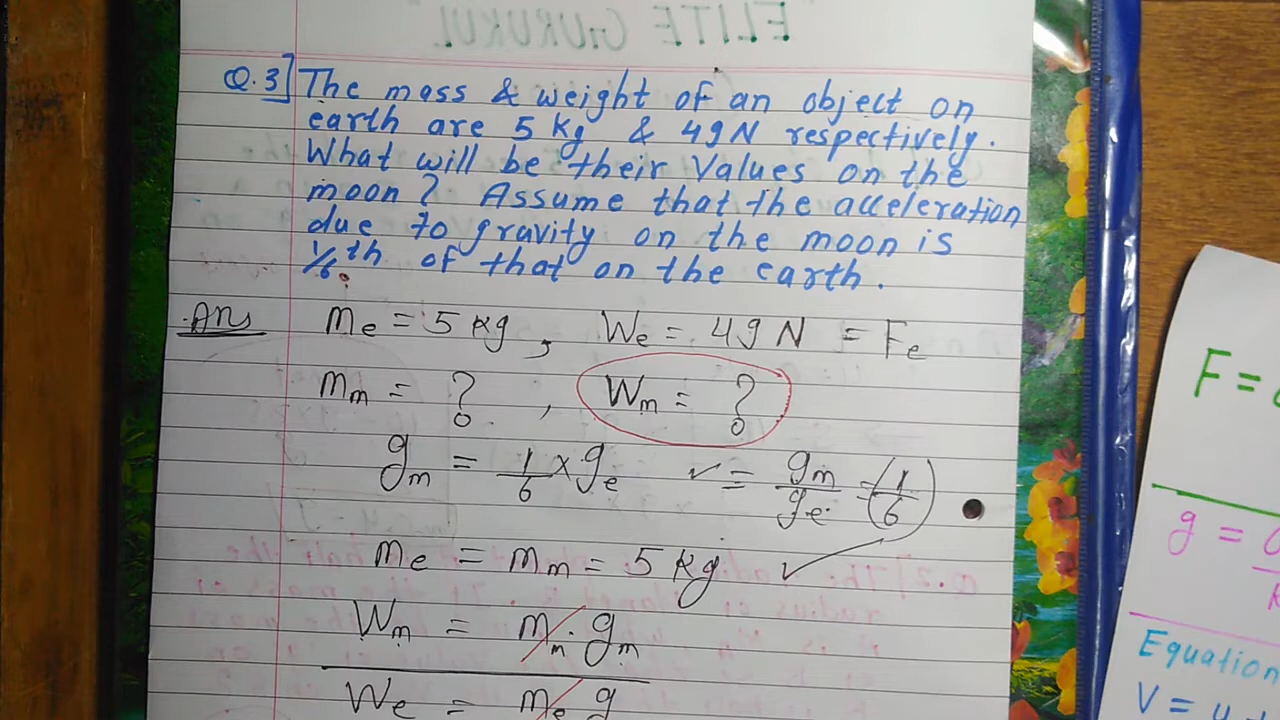 "ELITE GURUKUL"
Q.3] The mass & weight of an object on
earth are 5 kg & 49 N respectively.
What will be their Values on the
moon? Assume that the acceleration
due to gravity on the moon is
1/6th of that on the earth.
Ans me = 5 kg, We = 49 N = Fe
mm = ?, Wm = ?
gm = 1/6 × ge ✓ = gm/ge = (1/6)
me = mm = 5 kg ✓
Wm = mm · gm
We = me g
F =
g =
Equation
V = u +